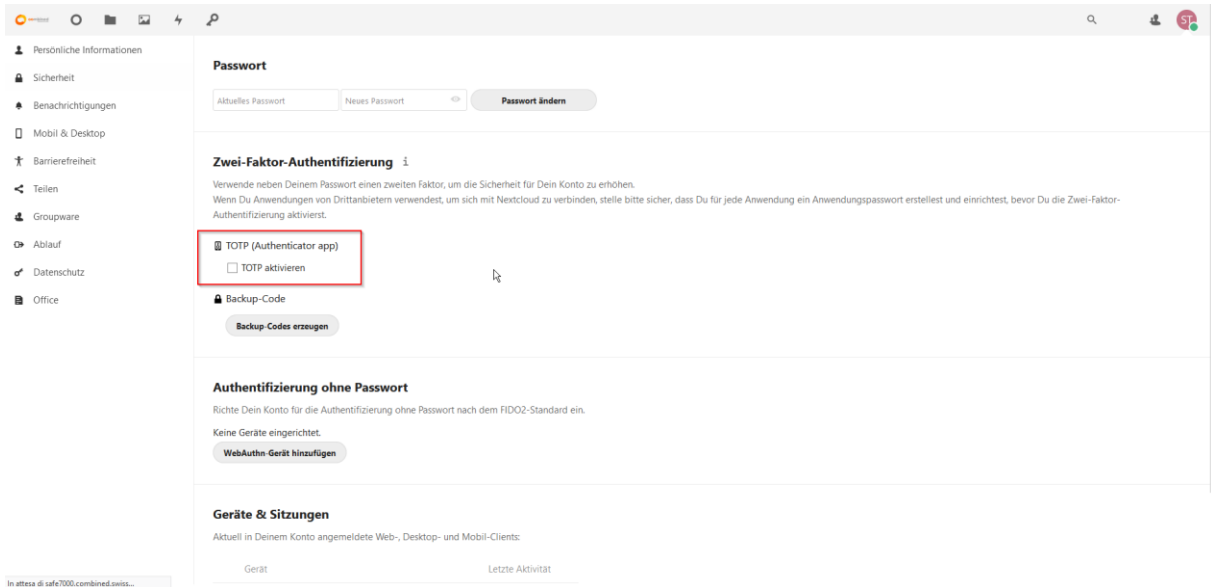 ST
Persönliche Informationen
Sicherheit
Benachrichtigungen
Mobil & Desktop
Barrierefreiheit
Teilen
Groupware
Ablauf
Datenschutz
Office
Passwort
Aktuelles Passwort
Neues Passwort
Passwort ändern
Zwei-Faktor-Authentifizierung i
Verwende neben Deinem Passwort einen zweiten Faktor, um die Sicherheit für Dein Konto zu erhöhen.
Wenn Du Anwendungen von Drittanbietern verwendest, um sich mit Nextcloud zu verbinden, stelle bitte sicher, dass Du für jede Anwendung ein Anwendungspasswort erstellest und einrichtest, bevor Du die Zwei-Faktor-
Authentifizierung aktivierst.
TOTP (Authenticator app)
TOTP aktivieren
Backup-Code
Backup-Codes erzeugen
Authentifizierung ohne Passwort
Richte Dein Konto für die Authentifizierung ohne Passwort nach dem FIDO2-Standard ein.
Keine Geräte eingerichtet.
WebAuthn-Gerät hinzufügen
Geräte & Sitzungen
Aktuell in Deinem Konto angemeldete Web-, Desktop- und Mobil-Clients:
Gerät
Letzte Aktivität
In attesa di safe7000.combined.swiss...